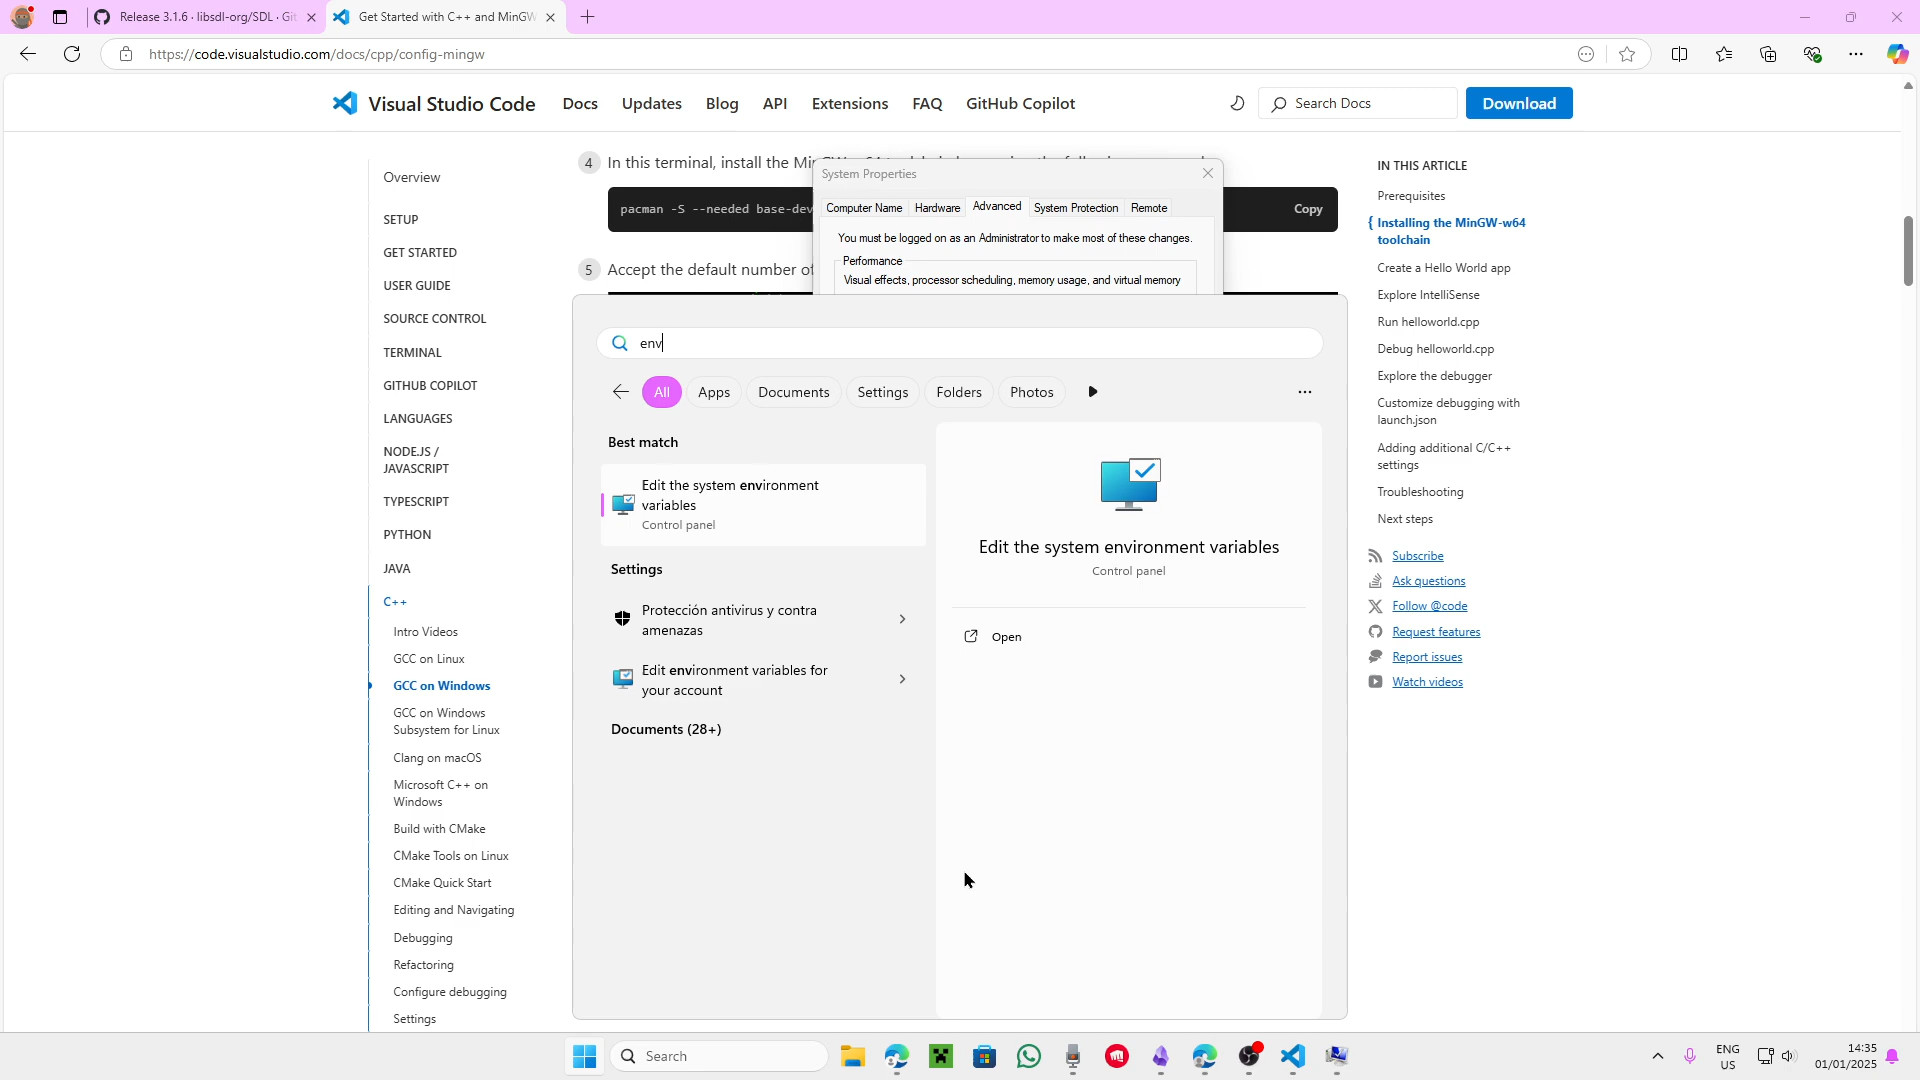 Release 3.1.6 · libsdl-org/SDL · Git
Get Started with C++ and MinGW
https://code.visualstudio.com/docs/cpp/config-mingw
Visual Studio Code
Docs
Updates
Blog
API
Extensions
FAQ
GitHub Copilot
Search Docs
Download
Overview
SETUP
GET STARTED
USER GUIDE
SOURCE CONTROL
TERMINAL
GITHUB COPILOT
LANGUAGES
NODE.JS /
JAVASCRIPT
TYPESCRIPT
PYTHON
JAVA
C++
Intro Videos
GCC on Linux
GCC on Windows
GCC on Windows
Subsystem for Linux
Clang on macOS
Microsoft C++ on
Windows
Build with CMake
CMake Tools on Linux
CMake Quick Start
Editing and Navigating
Debugging
Refactoring
Configure debugging
Settings
4 In this terminal, install the
pacman -S --needed base-dev
Copy
5 Accept the default number of
System Properties
Computer Name
Hardware
Advanced
System Protection
Remote
You must be logged on as an Administrator to make most of these changes.
Performance
Visual effects, processor scheduling, memory usage, and virtual memory
env
All
Apps
Documents
Settings
Folders
Photos
Best match
Edit the system environment
variables
Control panel
Settings
Protección antivirus y contra
amenazas
Edit environment variables for
your account
Documents (28+)
Edit the system environment variables
Control panel
Open
IN THIS ARTICLE
Prerequisites
Installing the MinGW-w64
toolchain
Create a Hello World app
Explore IntelliSense
Run helloworld.cpp
Debug helloworld.cpp
Explore the debugger
Customize debugging with
launch.json
Adding additional C/C++
settings
Troubleshooting
Next steps
Subscribe
Ask questions
Follow @code
Request features
Report issues
Watch videos
Search
ENG
US
14:35
01/01/2025